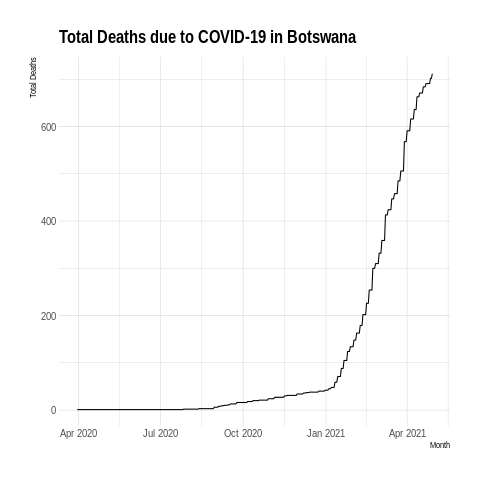 Total Deaths due to COVID-19 in Botswana
Total Deaths
600
400
200
0
Apr 2020 Jul 2020 Oct 2020 Jan 2021 Apr 2021
Month